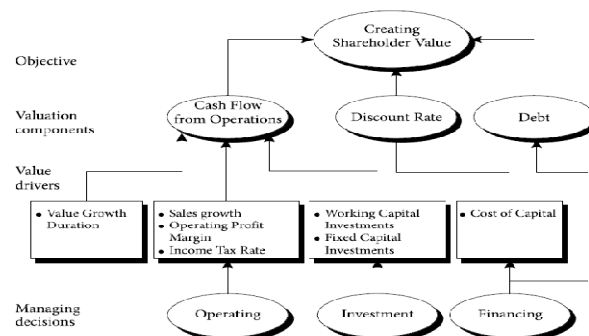 Creating
Shareholder Value
Objective
Valuation
components
Cash Flow
from Operations
Discount Rate
Debt
Value
drivers
• Value Growth
Duration
• Sales growth
• Operating Profit
Margin
• Income Tax Rate
• Working Capital
Investments
• Fixed Capital
Investments
• Cost of Capital
Managing
decisions
Operating
Investment
Financing